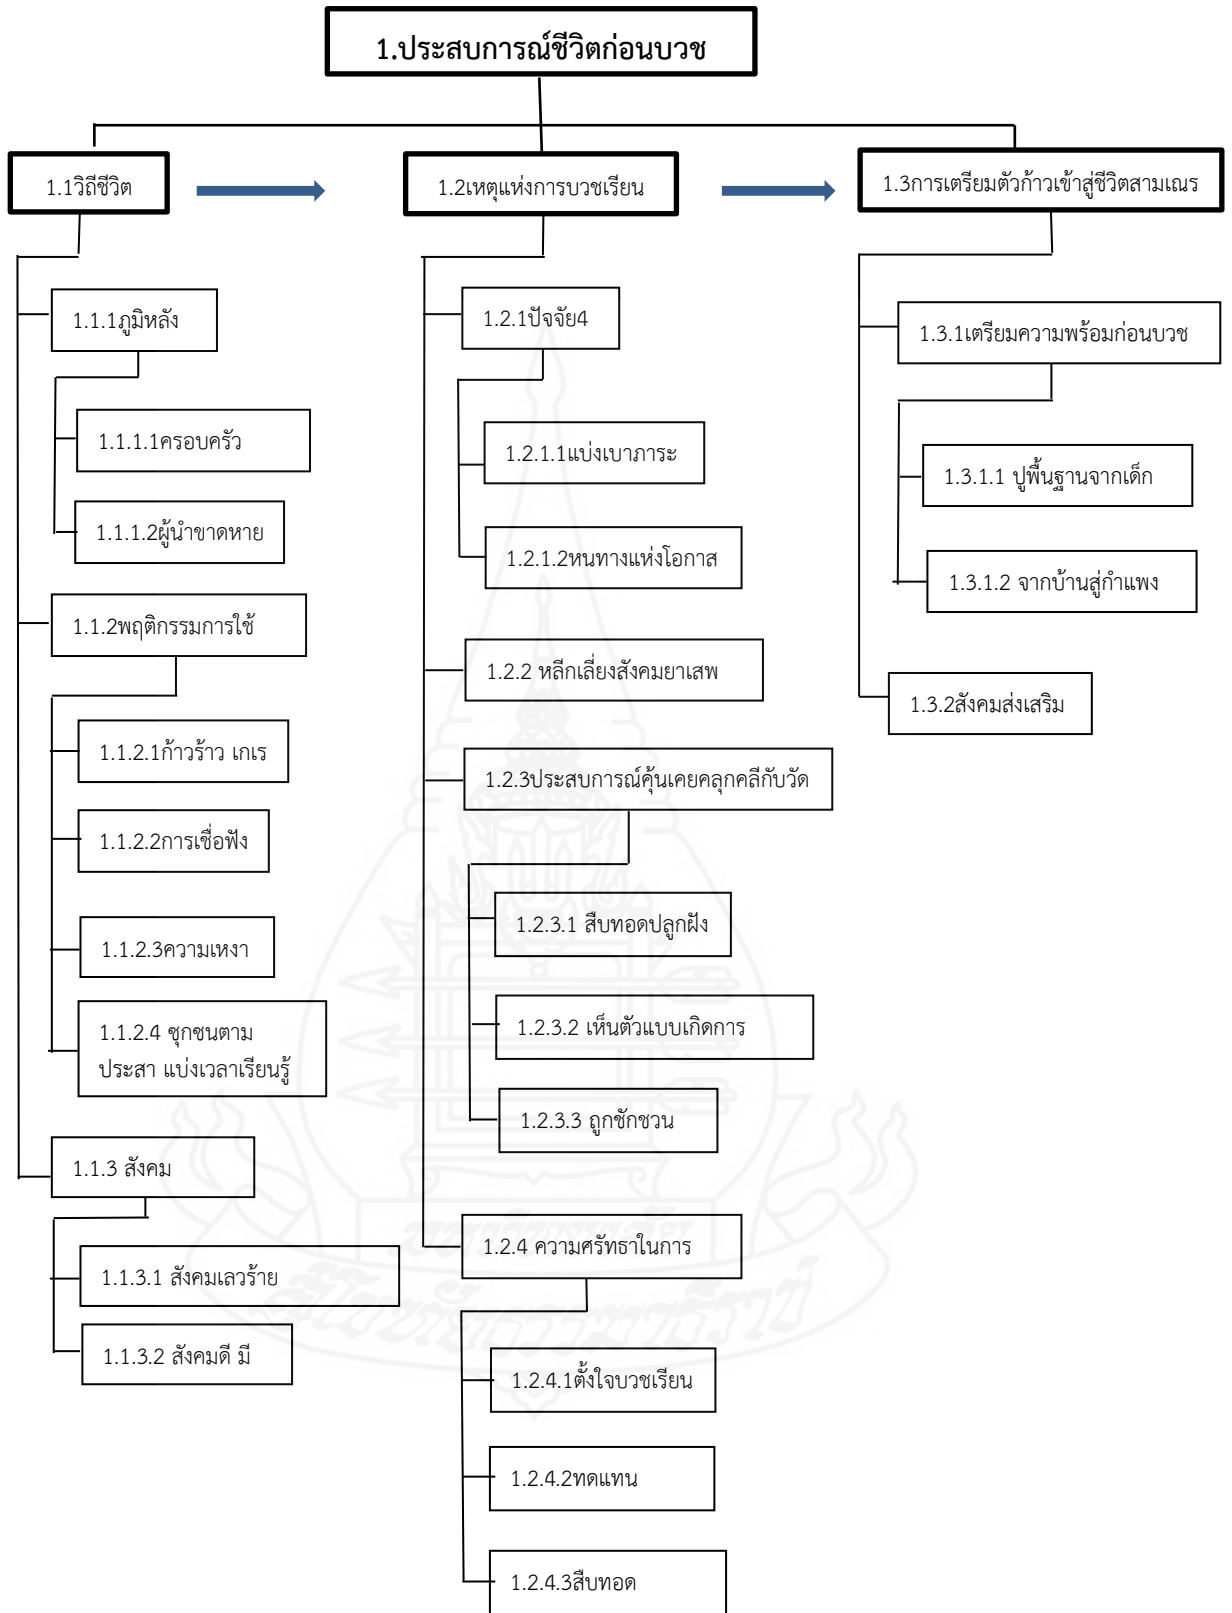 1.ประสบการณ์ชีวิตก่อนบวช
1.1วิถีชีวิต
1.2เหตุแห่งการบวชเรียน
1.3การเตรียมตัวก้าวเข้าสู่ชีวิตสามเณร
1.1.1ภูมิหลัง
1.1.1.1ครอบครัว
1.1.1.2ผู้นำขาดหาย
1.1.2พฤติกรรมการใช้
1.1.2.1ก้าวร้าว เกเร
1.1.2.2การเชื่อฟัง
1.1.2.3ความเหงา
1.1.2.4 ซุกซนตาม
ประสา แบ่งเวลาเรียนรู้
1.1.3 สังคม
1.1.3.1 สังคมเลวร้าย
1.1.3.2 สังคมดี มี
1.2.1ปัจจัย4
1.2.1.1แบ่งเบาภาระ
1.2.1.2หนทางแห่งโอกาส
1.2.2 หลีกเลี่ยงสังคมยาเสพ
1.2.3ประสบการณ์คุ้นเคยคลุกคลีกับวัด
1.2.3.1 สืบทอดปลูกฝัง
1.2.3.2 เห็นตัวแบบเกิดการ
1.2.3.3 ถูกชักชวน
1.2.4 ความศรัทธาในการ
1.2.4.1ตั้งใจบวชเรียน
1.2.4.2ทดแทน
1.2.4.3สืบทอด
1.3.1เตรียมความพร้อมก่อนบวช
1.3.1.1 ปูพื้นฐานจากเด็ก
1.3.1.2 จากบ้านสู่กำแพง
1.3.2สังคมส่งเสริม
มหาวิทยาลัย
สุโขทัยธรรมาธิราช